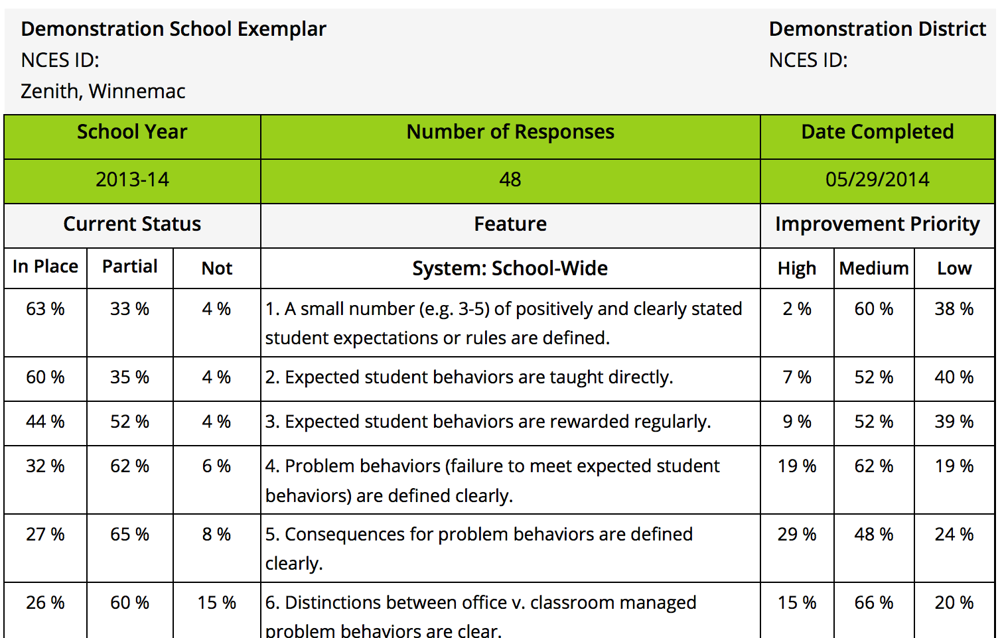 Demonstration School Exemplar Demonstration District
NCES ID: NCES ID:
Zenith, Winnemac
School Year Number of Responses Date Completed
2013-14 48 05/29/2014
Current Status Feature Improvement Priority
In Place Partial Not System: School-Wide High Medium Low
63 % 33 % 4 % 1. A small number (e.g. 3-5) of positively and clearly stated 2 % 60 % 38 %
student expectations or rules are defined.
60 % 35 % 4 % 2. Expected student behaviors are taught directly. 7 % 52 % 40 %
44 % 52 % 4 % 3. Expected student behaviors are rewarded regularly. 9 % 52 % 39 %
32 % 62 % 6 % 4. Problem behaviors (failure to meet expected student 19 % 62 % 19 %
behaviors) are defined clearly.
27 % 65 % 8 % 5. Consequences for problem behaviors are defined 29 % 48 % 24 %
clearly.
26 % 60 % 15 % 6. Distinctions between office v. classroom managed 15 % 66 % 20 %
problem behaviors are clear.